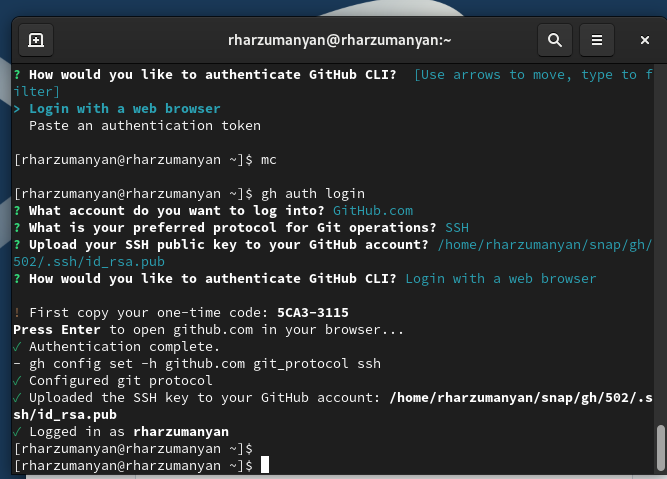 rharzumanyan@rharzumanyan:~
? How would you like to authenticate GitHub CLI?  [Use arrows to move, type to f
ilter]
> Login with a web browser
  Paste an authentication token
[rharzumanyan@rharzumanyan ~]$ mc
[rharzumanyan@rharzumanyan ~]$ gh auth login
? What account do you want to log into? GitHub.com
? What is your preferred protocol for Git operations? SSH
? Upload your SSH public key to your GitHub account? /home/rharzumanyan/snap/gh/
502/.ssh/id_rsa.pub
? How would you like to authenticate GitHub CLI? Login with a web browser
! First copy your one-time code: 5CA3-3115
Press Enter to open github.com in your browser...
✓ Authentication complete.
- gh config set -h github.com git_protocol ssh
✓ Configured git protocol
✓ Uploaded the SSH key to your GitHub account: /home/rharzumanyan/snap/gh/502/.s
sh/id_rsa.pub
✓ Logged in as rharzumanyan
[rharzumanyan@rharzumanyan ~]$
[rharzumanyan@rharzumanyan ~]$